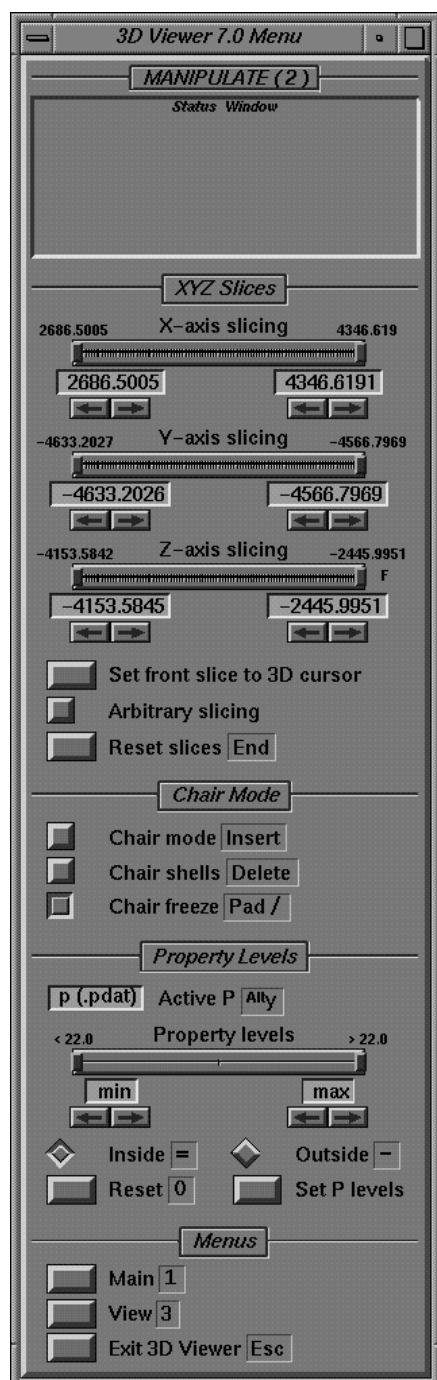 3D Viewer 7.0 Menu
MANIPULATE ( 2 )
Status Window
XYZ Slices
2686.5005 X-axis slicing 4346.619
2686.5005 4346.6191
-4633.2027 Y-axis slicing -4566.7969
-4633.2026 -4566.7969
-4153.5842 Z-axis slicing -2445.9951
F
-4153.5845 -2445.9951
Set front slice to 3D cursor
Arbitrary slicing
Reset slices End
Chair Mode
Chair mode Insert
Chair shells Delete
Chair freeze Pad /
Property Levels
p (.pdat) Active P Alty
< 22.0 Property levels > 22.0
min max
Inside = Outside -
Reset 0 Set P levels
Menus
Main 1
View 3
Exit 3D Viewer Esc